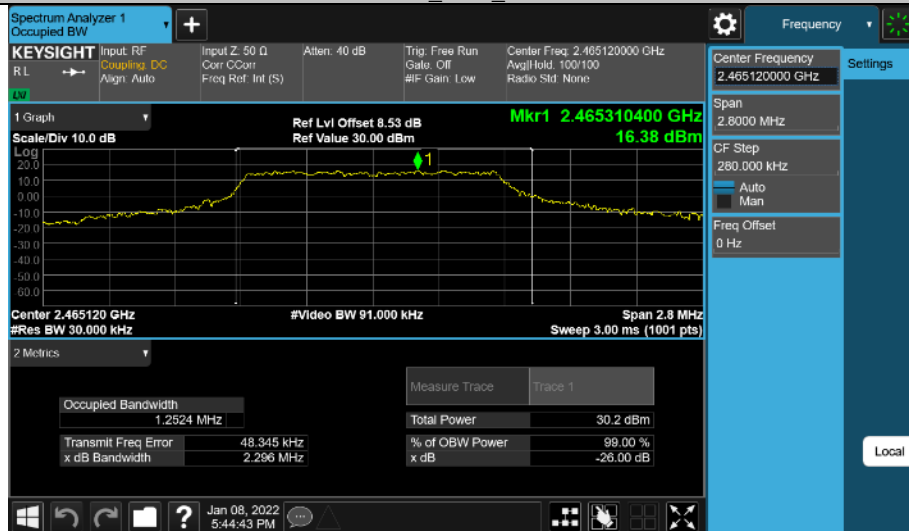 Spectrum Analyzer 1
Occupied BW
Frequency
KEYSIGHT Input: RF
RL
Coupling: DC
Align: Auto
Input Z: 50 Ω
Corr CCorr
Freq Ref: Int (S)
Atten: 40 dB
Trig: Free Run
Gate: Off
#IF Gain: Low
Center Freq: 2.465120000 GHz
Avg|Hold: 100/100
Radio Std: None
Center Frequency
2.465120000 GHz
Settings
Span
2.8000 MHz
CF Step
280.000 kHz
Auto
Man
Freq Offset
0 Hz
1 Graph
Scale/Div 10.0 dB
Ref Lvl Offset 8.53 dB
Ref Value 30.00 dBm
Mkr1 2.465310400 GHz
16.38 dBm
Log
20.0
10.0
0.00
-10.0
-20.0
-30.0
-40.0
-50.0
-60.0
1
Center 2.465120 GHz
#Res BW 30.000 kHz
#Video BW 91.000 kHz
Span 2.8 MHz
Sweep 3.00 ms (1001 pts)
2 Metrics
Measure Trace Trace 1
Occupied Bandwidth
1.2524 MHz
Total Power 30.2 dBm
Transmit Freq Error 48.345 kHz
% of OBW Power 99.00 %
x dB Bandwidth 2.296 MHz
x dB -26.00 dB
Local
?
Jan 08, 2022
5:44:43 PM